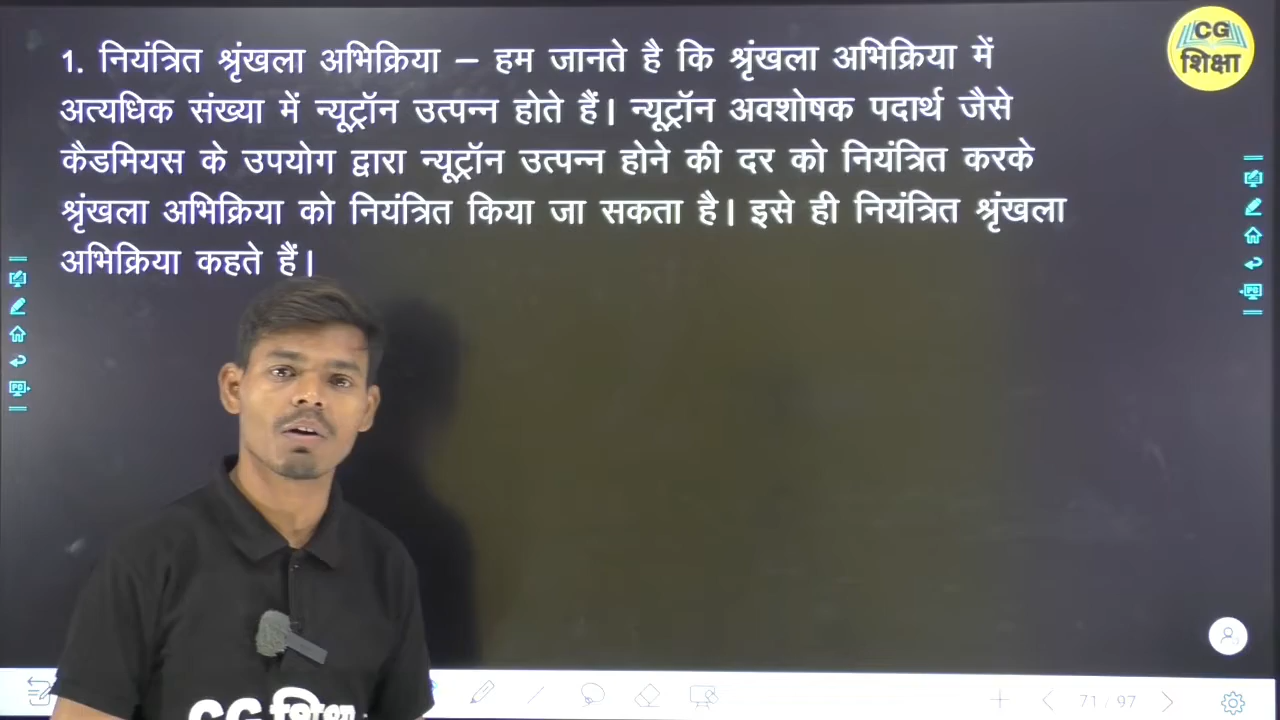 1. नियंत्रित श्रृंखला अभिक्रिया – हम जानते है कि श्रृंखला अभिक्रिया में
अत्यधिक संख्या में न्यूट्रॉन उत्पन्न होते हैं। न्यूट्रॉन अवशोषक पदार्थ जैसे
कैडमियस के उपयोग द्वारा न्यूट्रॉन उत्पन्न होने की दर को नियंत्रित करके
श्रृंखला अभिक्रिया को नियंत्रित किया जा सकता है। इसे ही नियंत्रित श्रृंखला
अभिक्रिया कहते हैं।
CG
शिक्षा
CG शिक्षा
71 / 97